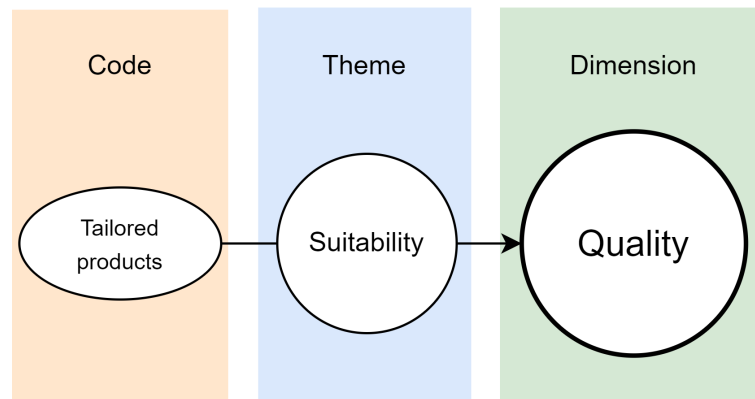 Code
Theme
Dimension
Tailored
products
Suitability
Quality